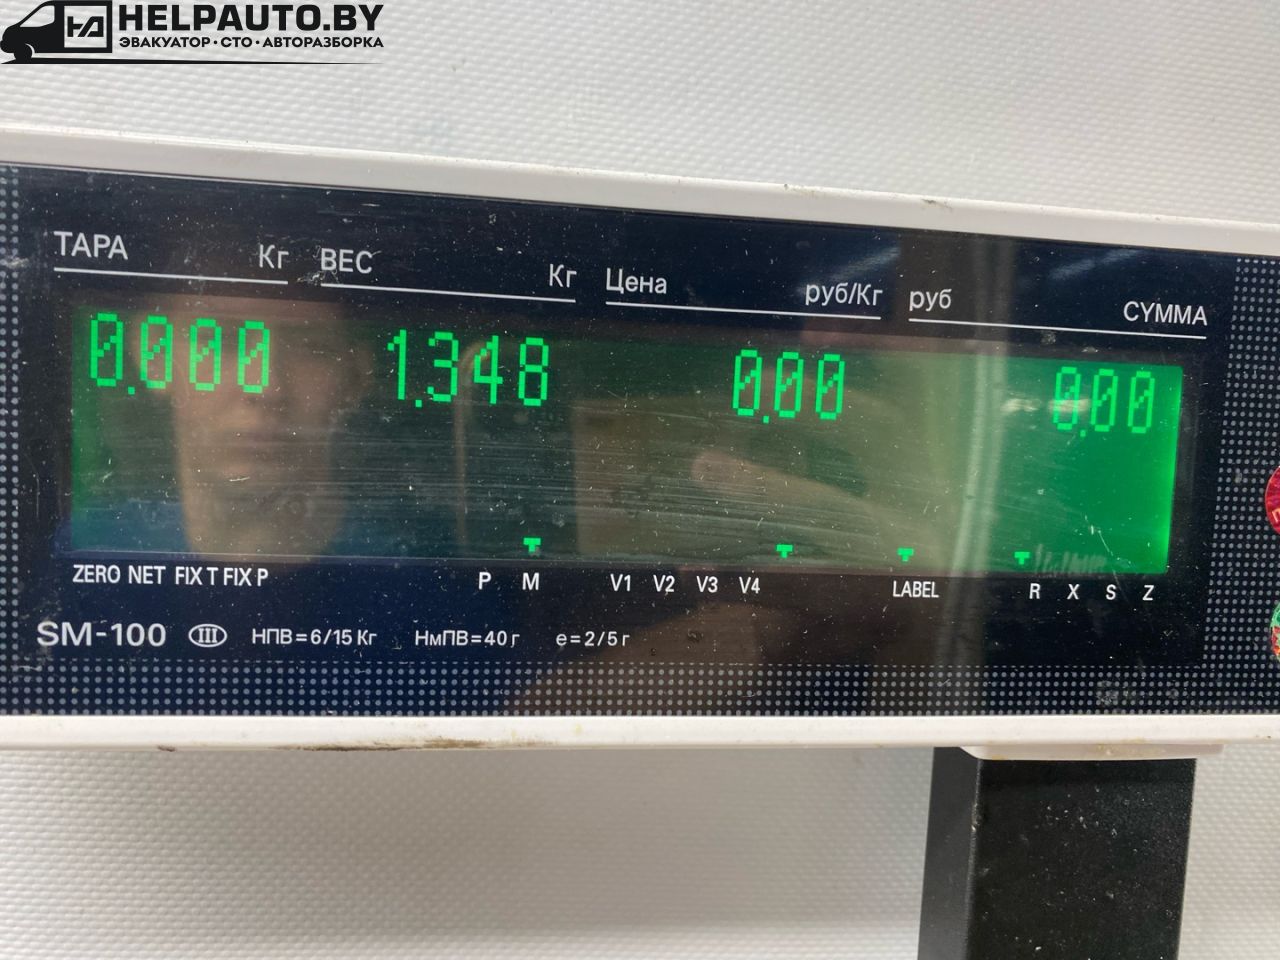 HELPAUTO.BY
ЭВАКУАТОР·СТО·АВТОРАЗБОРКА
ТАРА Кг ВЕС Кг Цена руб/Кг руб СУММА
0.000 1.348 0.00 0.00
ZERO NET FIX T FIX P P M V1 V2 V3 V4 LABEL R X S Z
SM-100 III НПВ=6/15 Кг НмПВ=40 г e=2/5 г